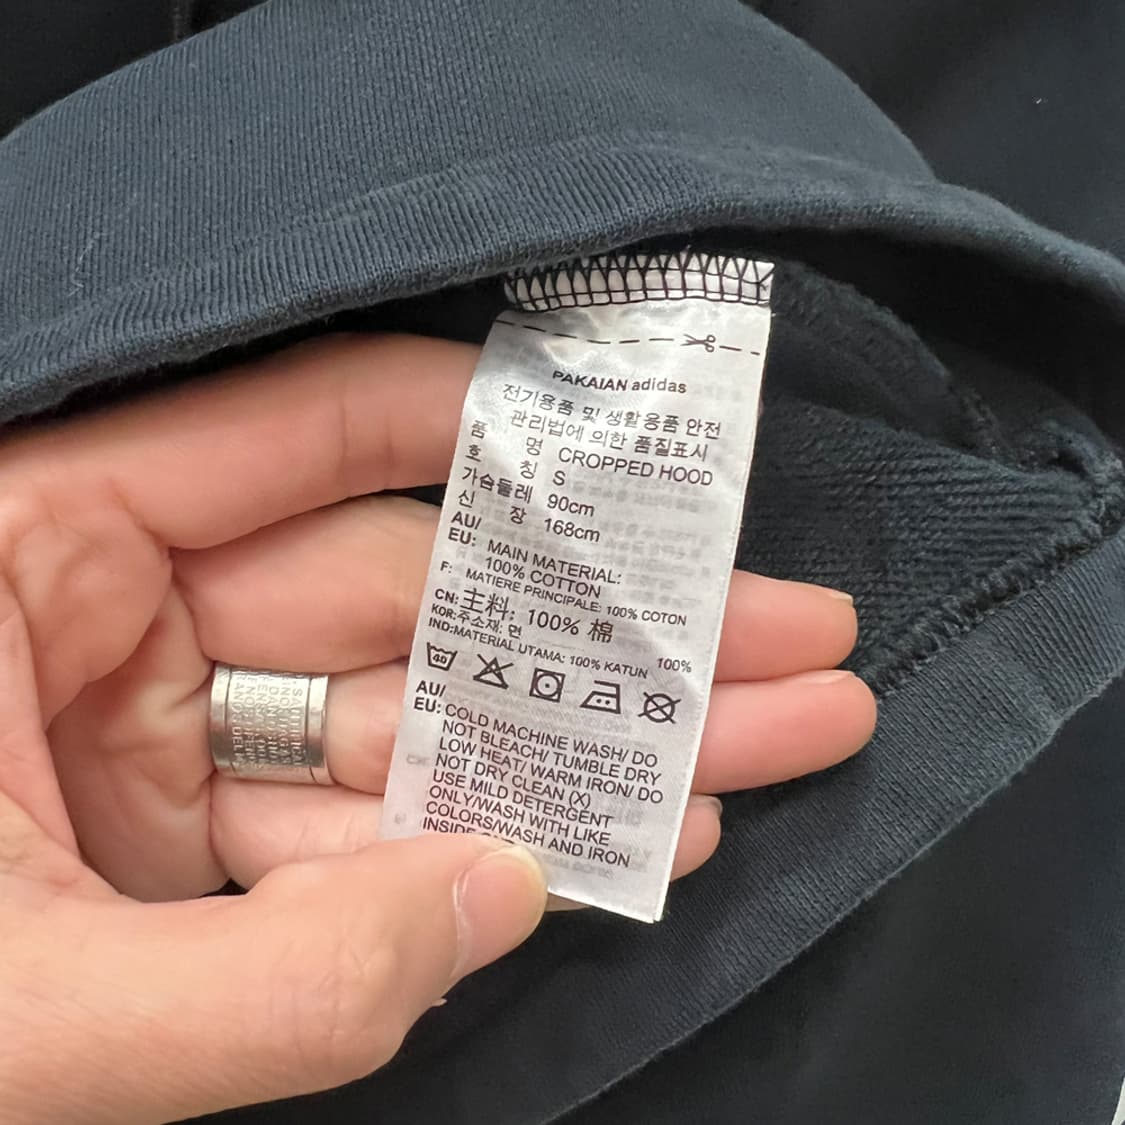 PAKAIAN adidas
전기용품 및 생활용품 안전
관리법에 의한 품질표시
품 명 CROPPED HOOD
호 칭 S
가슴둘레 90cm
신 장 168cm
AU/
EU: MAIN MATERIAL:
100% COTTON
F: MATIERE PRINCIPALE: 100% COTON
CN: 主料: 100% 棉
KOR:주소재: 면 100%
IND:MATERIAL UTAMA: 100% KATUN
40
AU/
EU: COLD MACHINE WASH/ DO
NOT BLEACH/ TUMBLE DRY
LOW HEAT/ WARM IRON/ DO
NOT DRY CLEAN (X)
USE MILD DETERGENT
ONLY/WASH WITH LIKE
COLORS/WASH AND IRON
INSIDE